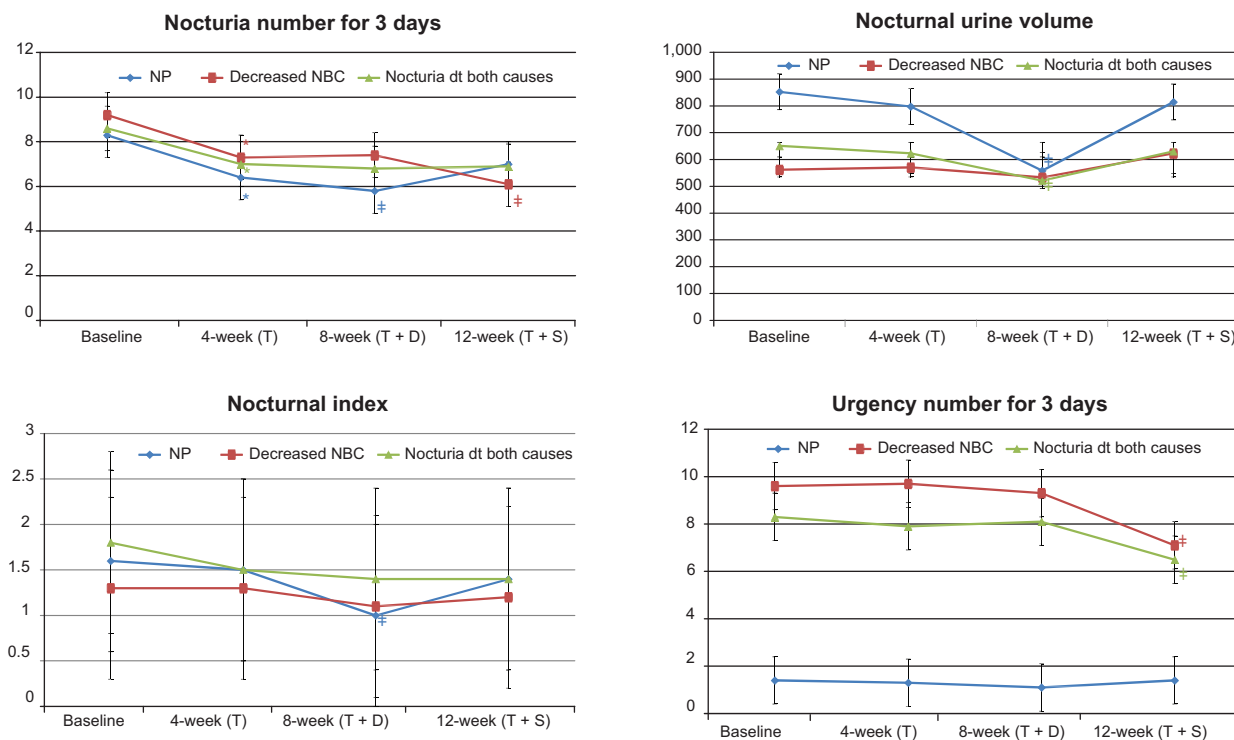 Nocturia number for 3 days
12
10
8
6
4
2
0
NP
Decreased NBC
Nocturia dt both causes
*
*
*
‡
‡
Baseline
4-week (T)
8-week (T + D)
12-week (T + S)
Nocturnal urine volume
1,000
900
800
700
600
500
400
300
200
100
0
NP
Decreased NBC
Nocturia dt both causes
‡
‡
Baseline
4-week (T)
8-week (T + D)
12-week (T + S)
Nocturnal index
3
2.5
2
1.5
1
0.5
0
NP
Decreased NBC
Nocturia dt both causes
‡
Baseline
4-week (T)
8-week (T + D)
12-week (T + S)
Urgency number for 3 days
12
10
8
6
4
2
0
NP
Decreased NBC
Nocturia dt both causes
‡
‡
Baseline
4-week (T)
8-week (T + D)
12-week (T + S)